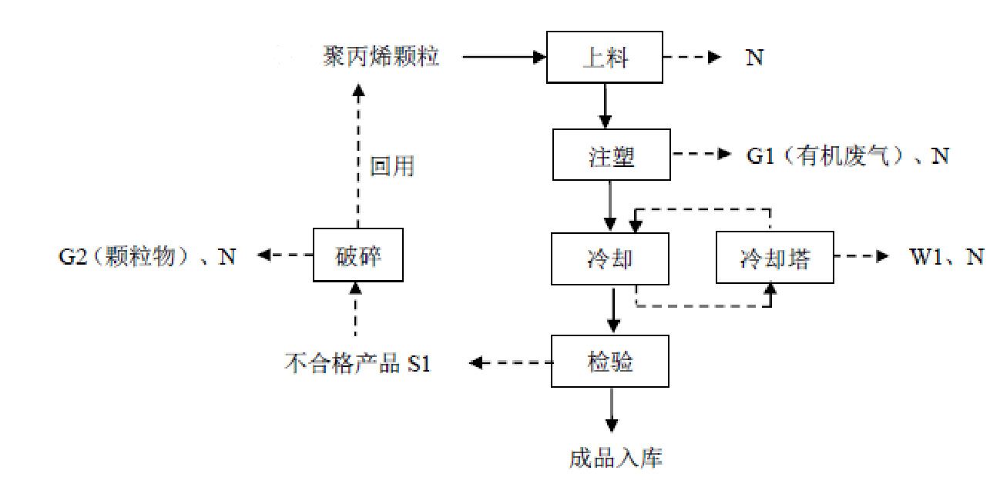 聚丙烯颗粒
上料
N
注塑
G1（有机废气）、N
回用
G2（颗粒物）、N
破碎
冷却
冷却塔
W1、N
不合格产品 S1
检验
成品入库